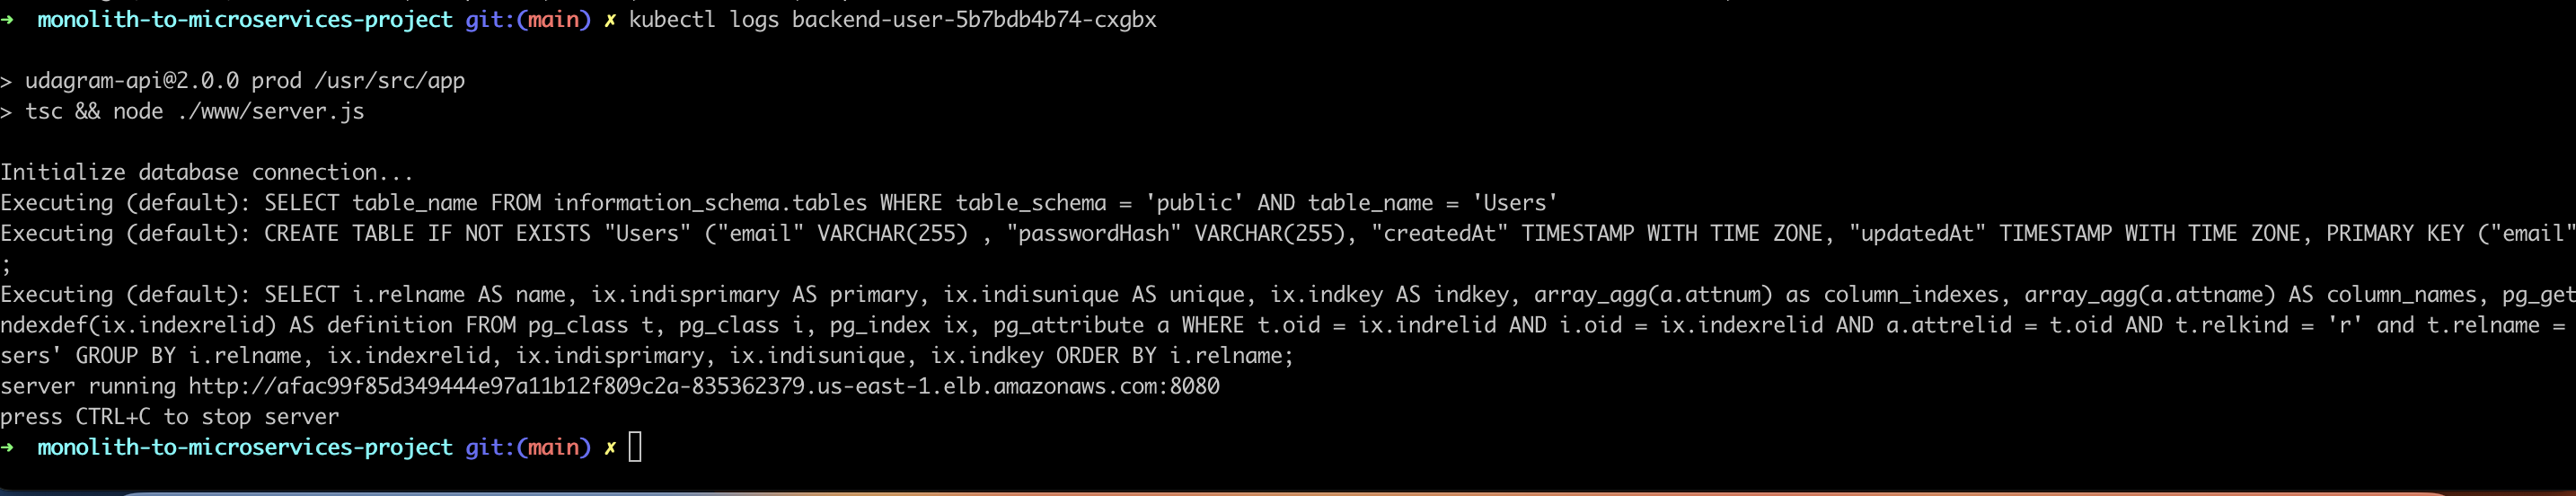 → monolith-to-microservices-project git:(main) ✗ kubectl logs backend-user-5b7bdb4b74-cxgbx
> udagram-api@2.0.0 prod /usr/src/app
> tsc && node ./www/server.js
Initialize database connection...
Executing (default): SELECT table_name FROM information_schema.tables WHERE table_schema = 'public' AND table_name = 'Users'
Executing (default): CREATE TABLE IF NOT EXISTS "Users" ("email" VARCHAR(255) , "passwordHash" VARCHAR(255), "createdAt" TIMESTAMP WITH TIME ZONE, "updatedAt" TIMESTAMP WITH TIME ZONE, PRIMARY KEY ("email"
;
Executing (default): SELECT i.relname AS name, ix.indisprimary AS primary, ix.indisunique AS unique, ix.indkey AS indkey, array_agg(a.attnum) as column_indexes, array_agg(a.attname) AS column_names, pg_get
ndexdef(ix.indexrelid) AS definition FROM pg_class t, pg_class i, pg_index ix, pg_attribute a WHERE t.oid = ix.indrelid AND i.oid = ix.indexrelid AND a.attrelid = t.oid AND t.relkind = 'r' and t.relname =
sers' GROUP BY i.relname, ix.indexrelid, ix.indisprimary, ix.indisunique, ix.indkey ORDER BY i.relname;
server running http://afac99f85d349444e97a11b12f809c2a-835362379.us-east-1.elb.amazonaws.com:8080
press CTRL+C to stop server
→ monolith-to-microservices-project git:(main) ✗